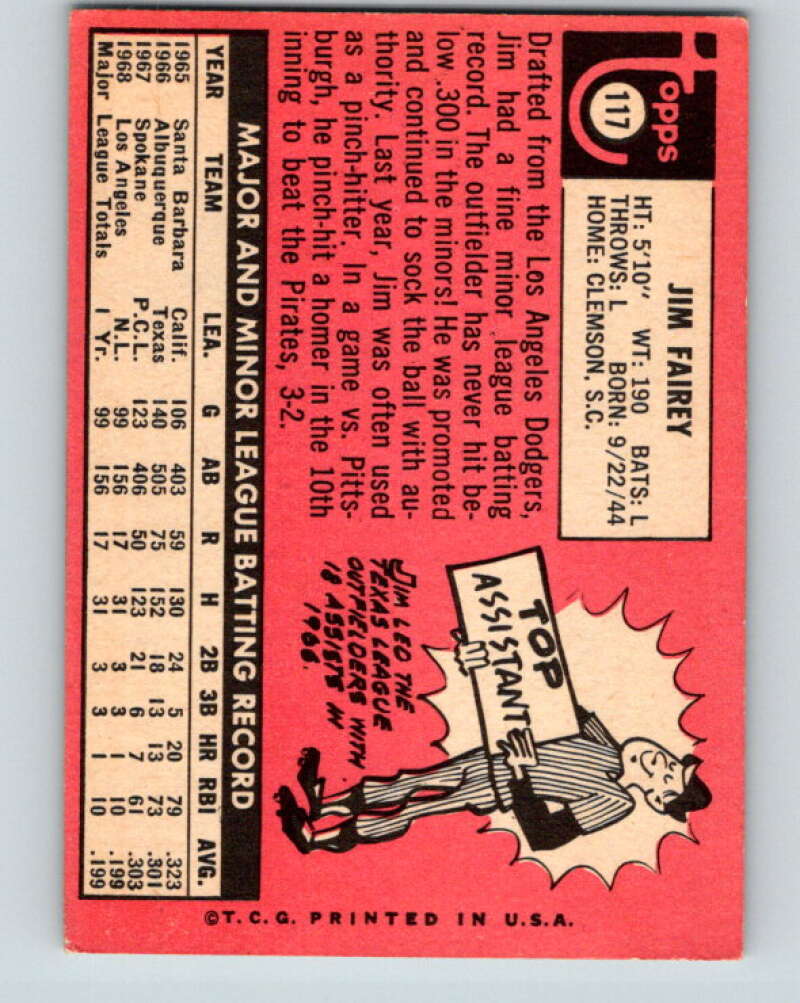 Topps
117
JIM FAIREY
HT: 5'10" WT: 190 BATS: L
THROWS: L BORN: 9/22/44
HOME: CLEMSON, S.C.
Drafted from the Los Angeles Dodgers,
Jim had a fine minor league batting
record. The outfielder has never hit be-
low .300 in the minors! He was promoted
and continued to sock the ball with au-
thority. Last year, Jim was often used
as a pinch-hitter. In a game vs. Pitts-
burgh, he pinch-hit a homer in the 10th
inning to beat the Pirates, 3-2.
TOP
ASSISTANT
JIM LED THE
TEXAS LEAGUE
OUTFIELDERS WITH
18 ASSISTS IN
1966.
MAJOR AND MINOR LEAGUE BATTING RECORD
YEAR TEAM LEA. G AB R H 2B 3B HR RBI AVG.
1965 Santa Barbara Calif. 106 403 59 130 24 5 20 79 .323
1966 Albuquerque Texas 140 505 75 152 18 13 13 73 .301
1967 Spokane P.C.L. 123 406 50 123 21 6 7 61 .303
1968 Los Angeles N.L. 99 156 17 31 3 3 1 10 .199
Major League Totals 1 Yr. 99 156 17 31 3 3 1 10 .199
©T.C.G. PRINTED IN U.S.A.